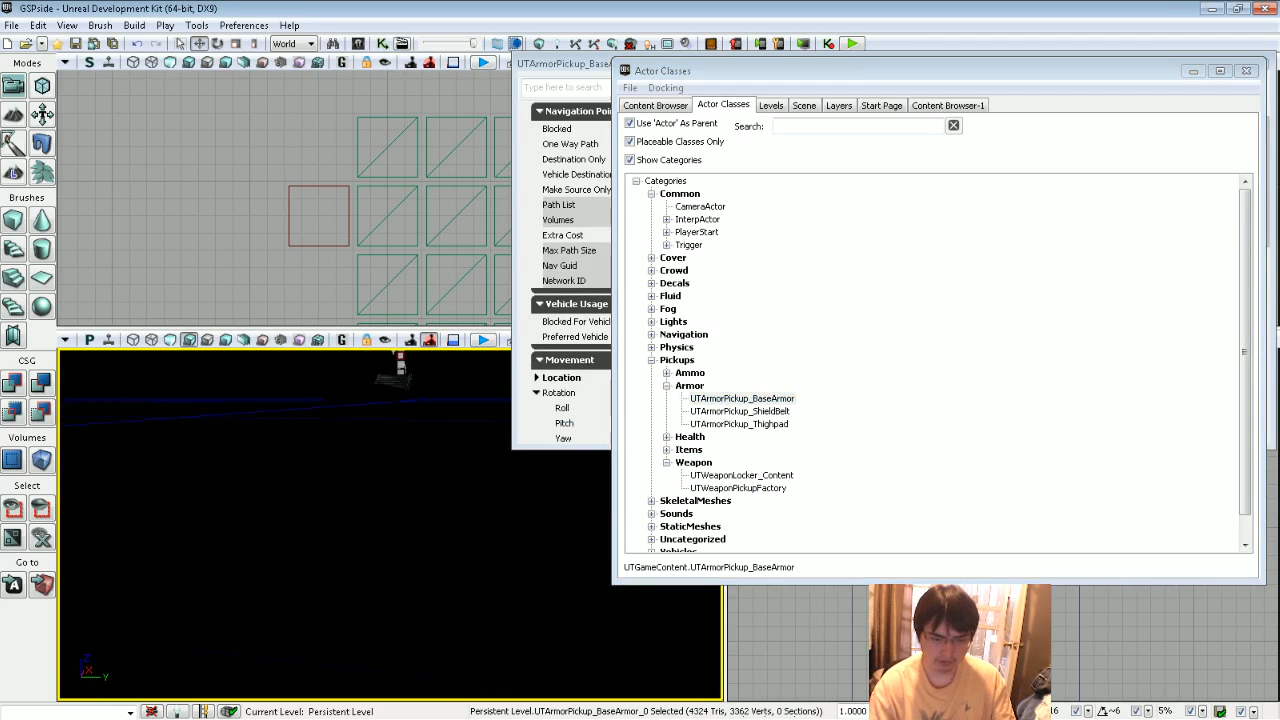 GSPside - Unreal Development Kit (64-bit, DX9)
File Edit View Brush Build Play Tools Preferences Help
World
Modes
Brushes
CSG
Volumes
Select
Go to
UTArmorPickup_BaseA
Type here to search
Navigation Poin
Blocked
One Way Path
Destination Only
Vehicle Destination
Make Source Only
Path List
Volumes
Extra Cost
Max Path Size
Nav Guid
Network ID
Vehicle Usage
Blocked For Vehic
Preferred Vehicle
Movement
Location
Rotation
Roll
Pitch
Yaw
Actor Classes
File Docking
Content Browser Actor Classes Levels Scene Layers Start Page Content Browser-1
Use 'Actor' As Parent Search:
Placeable Classes Only
Show Categories
Categories
Common
CameraActor
InterpActor
PlayerStart
Trigger
Cover
Crowd
Decals
Fluid
Fog
Lights
Navigation
Physics
Pickups
Ammo
Armor
UTArmorPickup_BaseArmor
UTArmorPickup_ShieldBelt
UTArmorPickup_Thighpad
Health
Items
Weapon
UTWeaponLocker_Content
UTWeaponPickupFactory
SkeletalMeshes
Sounds
StaticMeshes
Uncategorized
UTGameContent.UTArmorPickup_BaseArmor
Z X Y
Current Level: Persistent Level
Persistent Level.UTArmorPickup_BaseArmor_0 Selected (4324 Tris, 3362 Verts, 0 Sections)
1.0000 16 6 5%